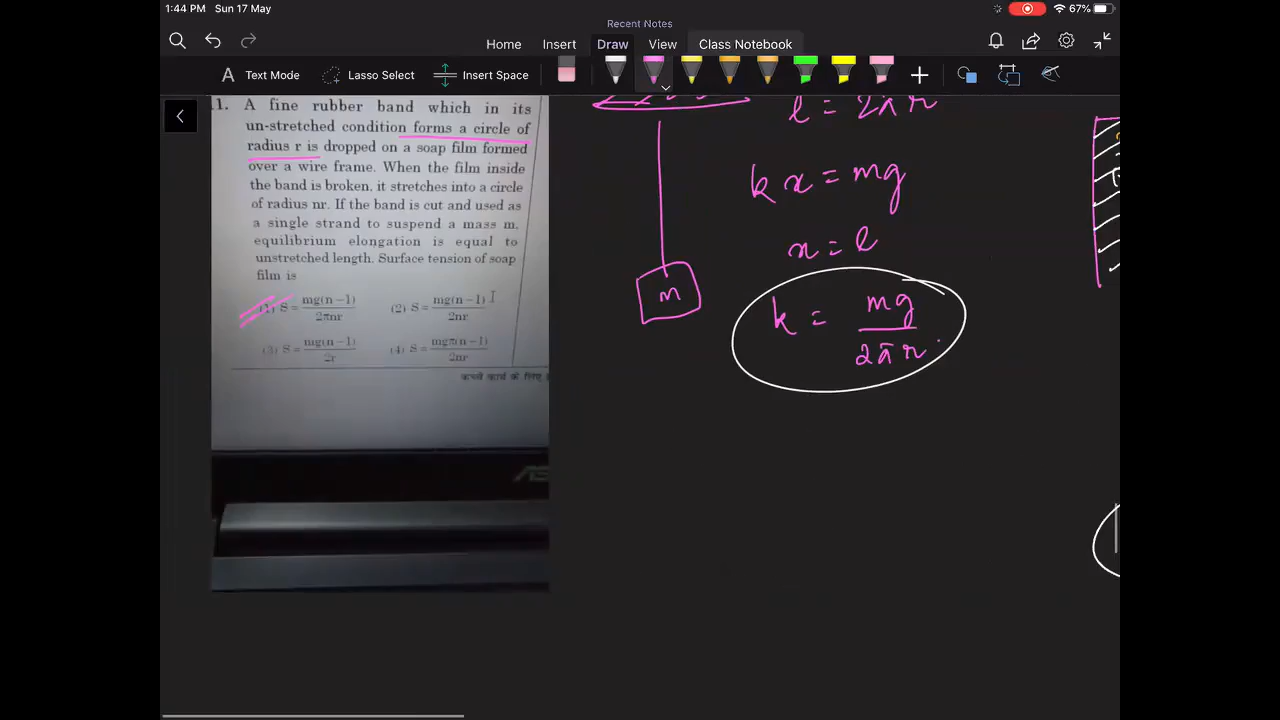 1:44 PM Sun 17 May
67%
Recent Notes
Home Insert Draw View Class Notebook
A Text Mode Lasso Select Insert Space
1. A fine rubber band which in its
un-stretched condition forms a circle of
radius r is dropped on a soap film formed
over a wire frame. When the film inside
the band is broken, it stretches into a circle
of radius nr. If the band is cut and used as
a single strand to suspend a mass m,
equilibrium elongation is equal to
unstretched length. Surface tension of soap
film is
(1) S = mg(n−1)/2πnr (2) S = mg(n−1)/2nr
(3) S = mg(n−1)/2r (4) S = mgπ(n−1)/2nr
कच्चे कार्य के लिए
l = 2πr
kx = mg
x = l
k = mg/2πr
m